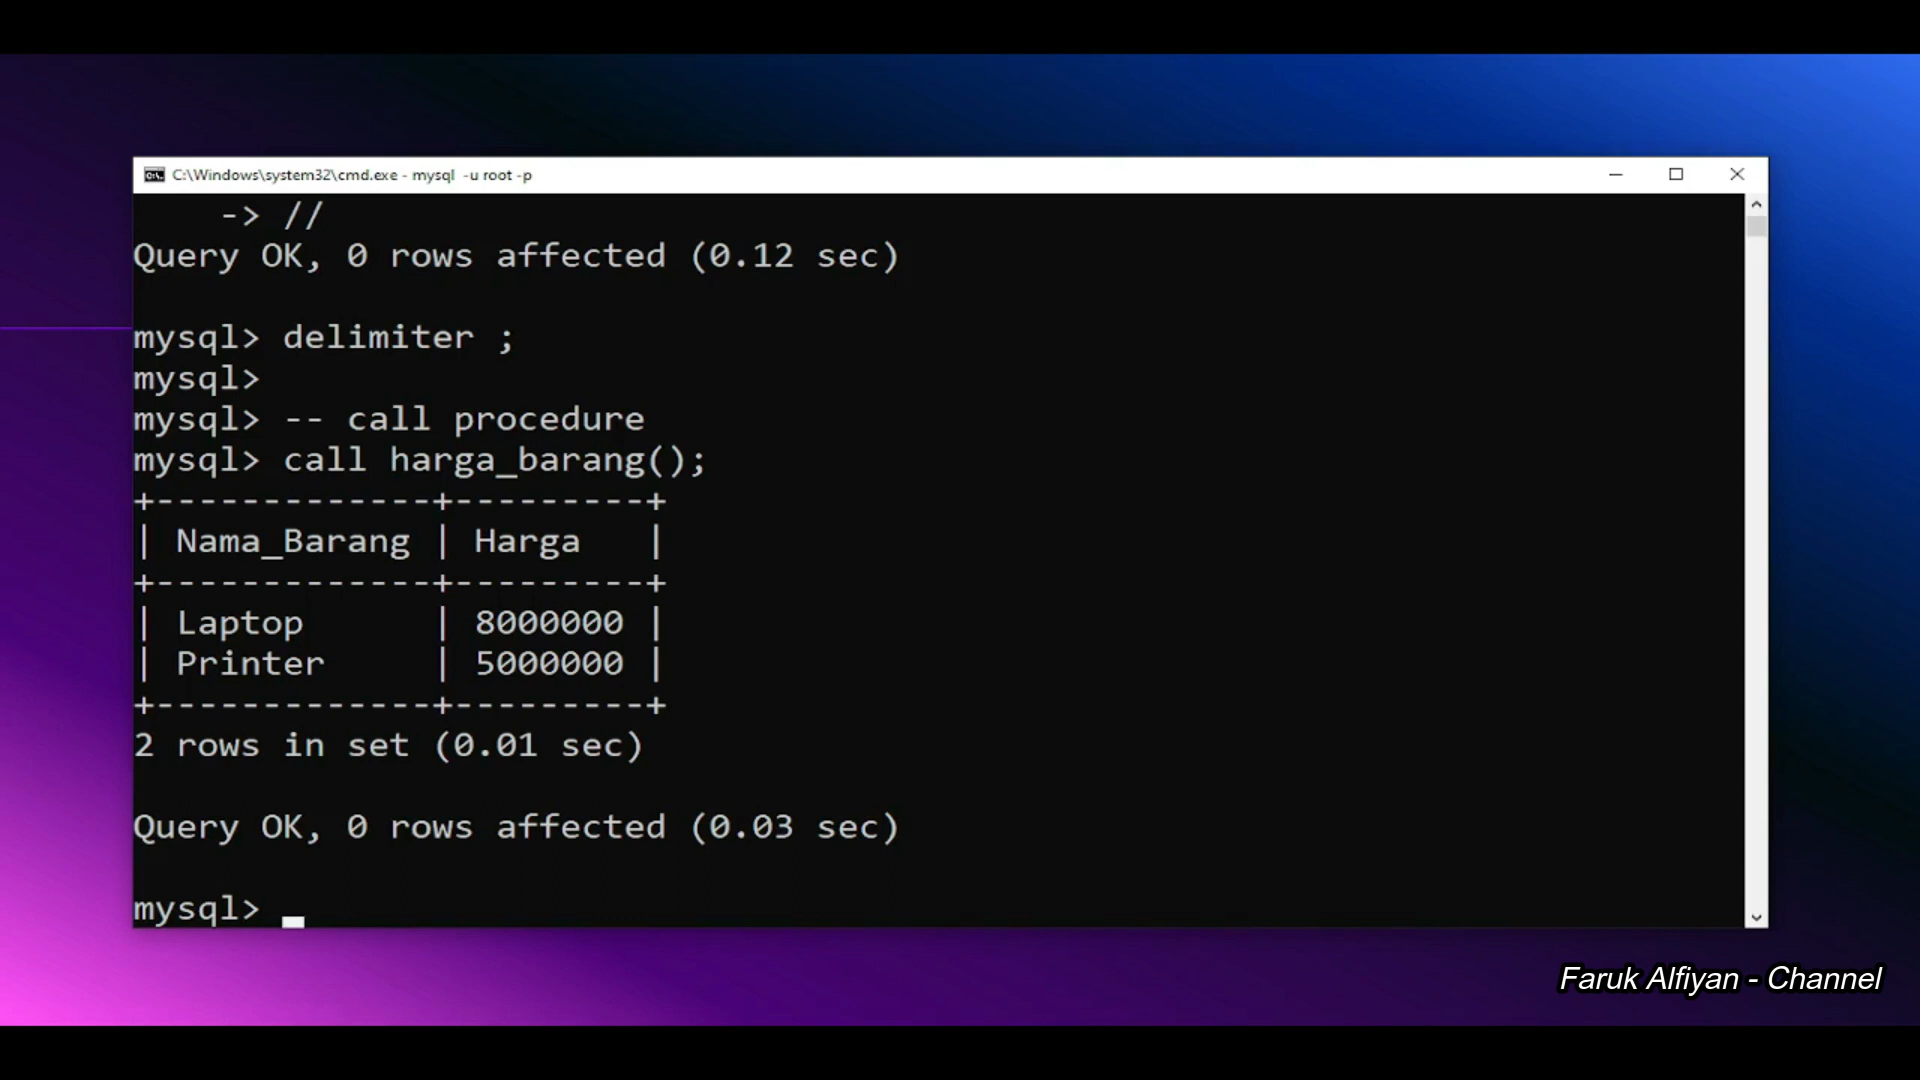 C:\Windows\system32\cmd.exe - mysql -u root -p
    -> //
Query OK, 0 rows affected (0.12 sec)
mysql> delimiter ;
mysql>
mysql> -- call procedure
mysql> call harga_barang();
+-------------+---------+
| Nama_Barang | Harga   |
+-------------+---------+
| Laptop      | 8000000 |
| Printer     | 5000000 |
+-------------+---------+
2 rows in set (0.01 sec)
Query OK, 0 rows affected (0.03 sec)
mysql>
Faruk Alfiyan - Channel